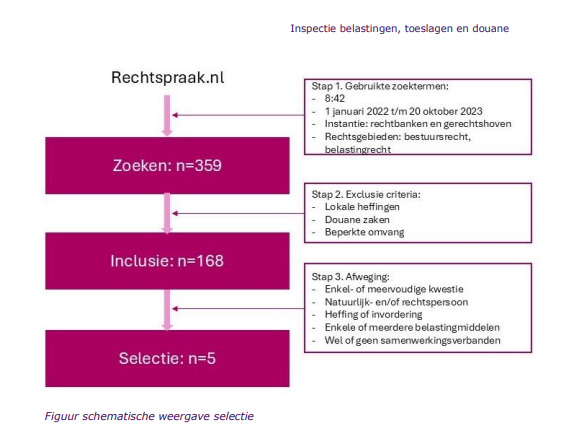 Inspectie belastingen, toeslagen en douane
Rechtspraak.nl
Stap 1. Gebruikte zoektermen:
- 8:42
- 1 januari 2022 t/m 20 oktober 2023
- Instantie: rechtbanken en gerechtshoven
- Rechtsgebieden: bestuursrecht,
belastingrecht
Zoeken: n=359
Stap 2. Exclusie criteria:
- Lokale heffingen
- Douane zaken
- Beperkte omvang
Inclusie: n=168
Stap 3. Afweging:
- Enkel- of meervoudige kwestie
- Natuurlijk- en/of rechtspersoon
- Heffing of invordering
- Enkele of meerdere belastingmiddelen
- Wel of geen samenwerkingsverbanden
Selectie: n=5
Figuur schematische weergave selectie